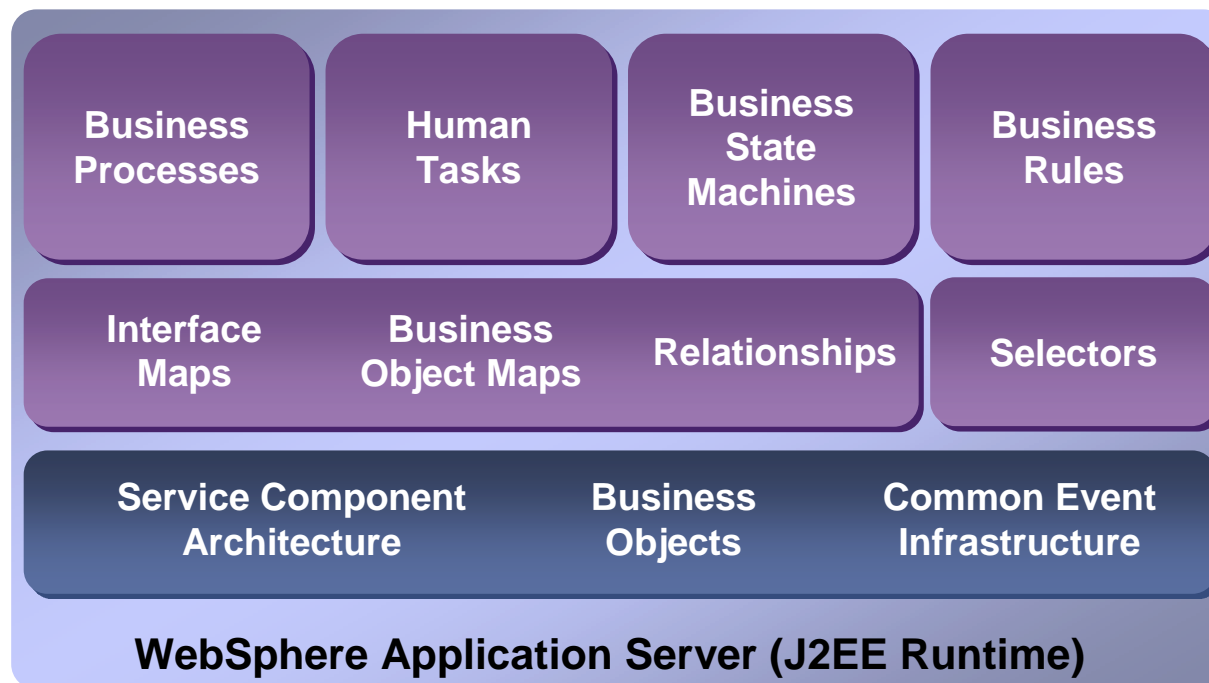 Business
Processes
Human
Tasks
Business
State
Machines
Business
Rules
Interface
Maps
Business
Object Maps
Relationships
Selectors
Service Component
Architecture
Business
Objects
Common Event
Infrastructure
WebSphere Application Server (J2EE Runtime)